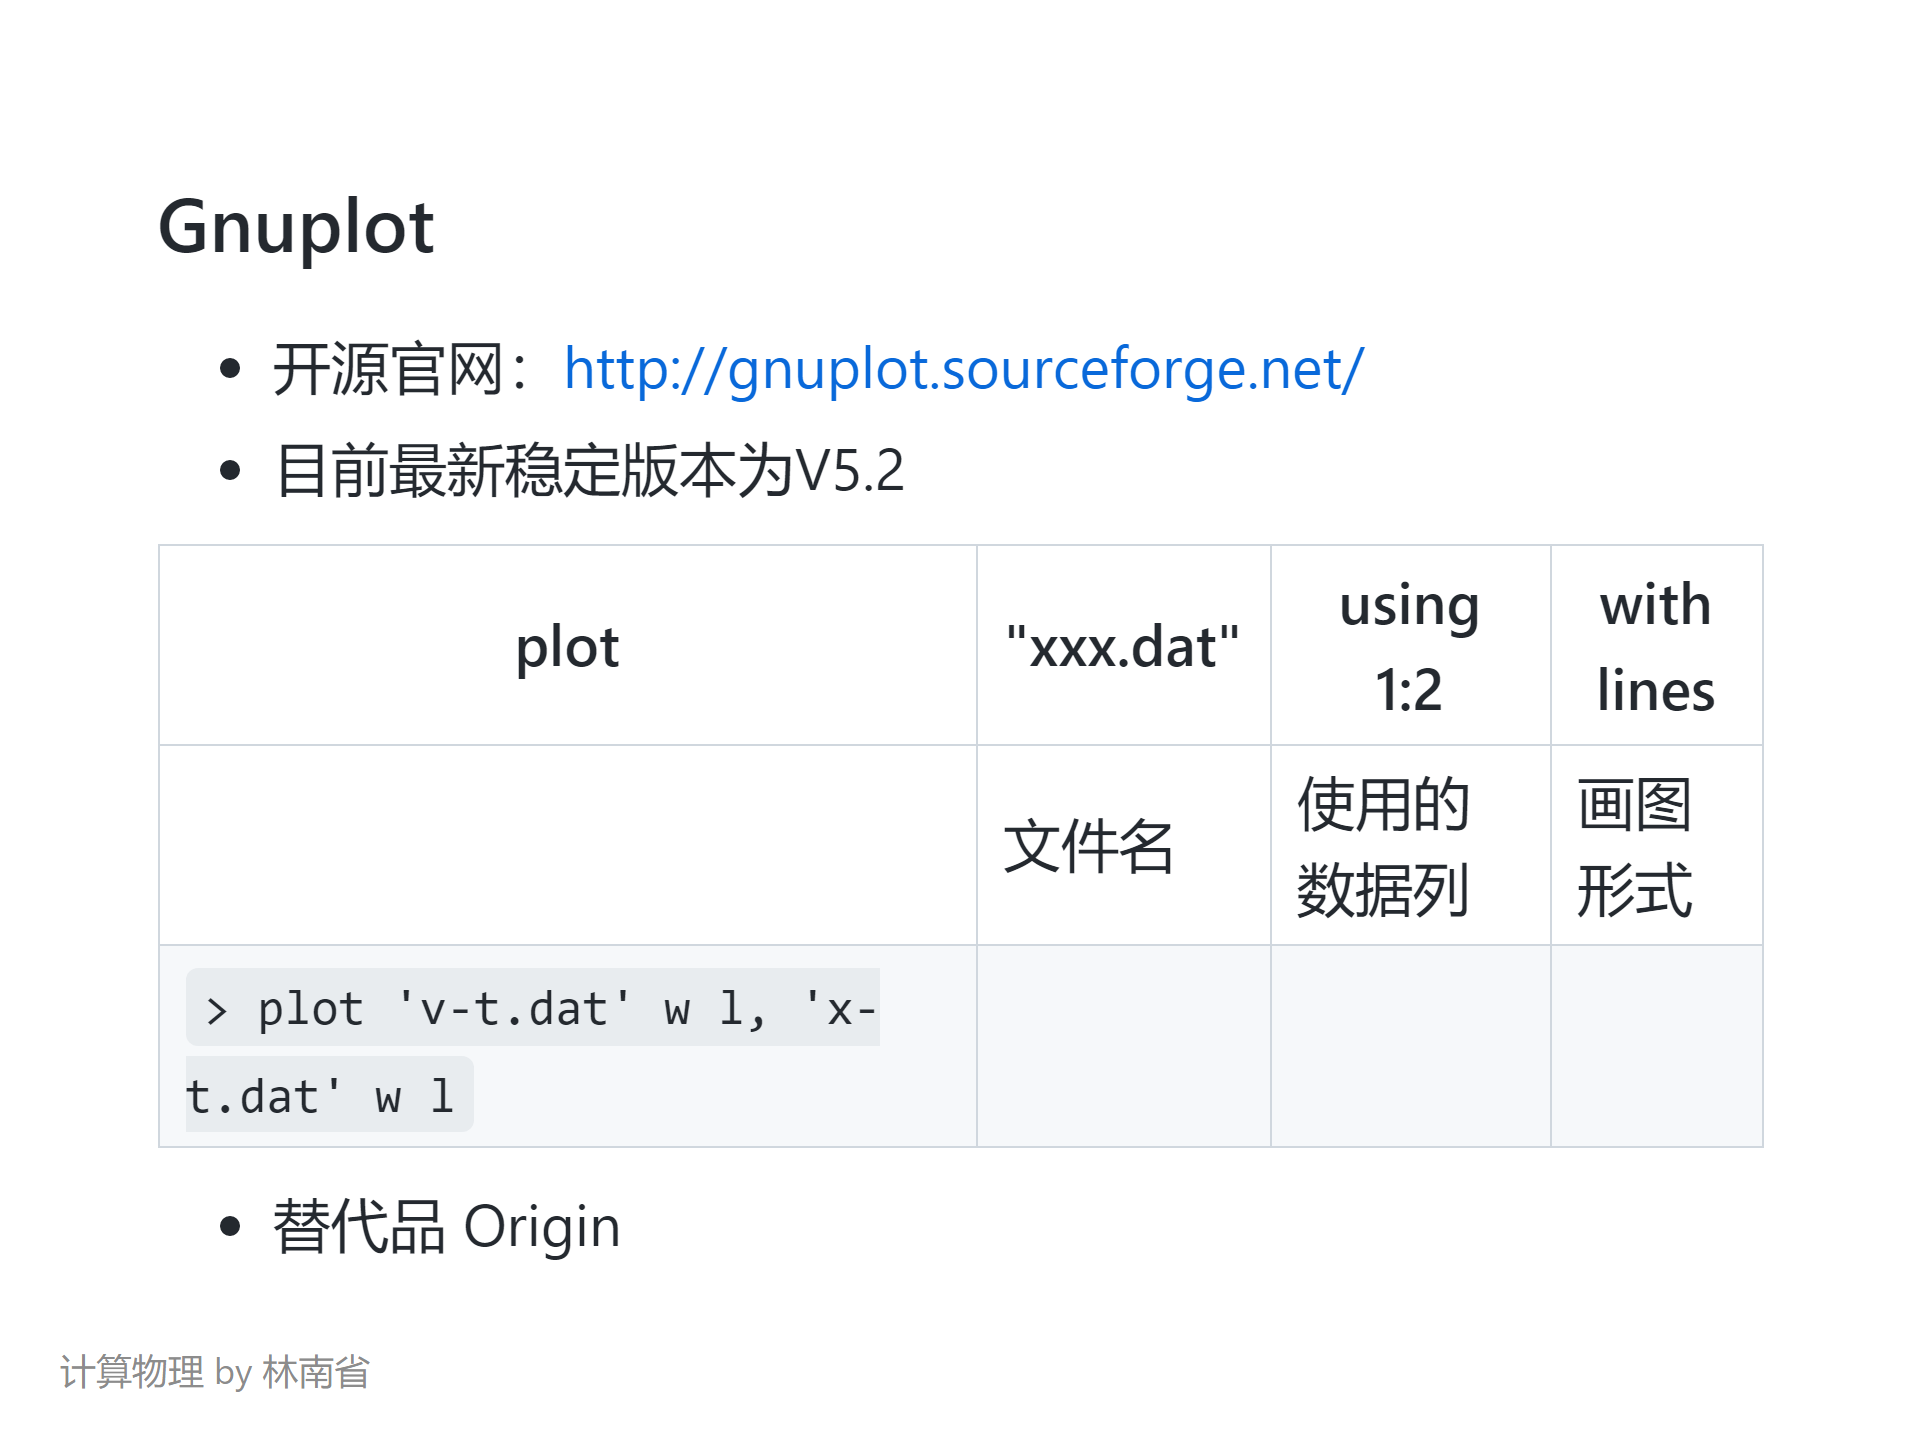 Gnuplot
开源官网：http://gnuplot.sourceforge.net/
目前最新稳定版本为V5.2
plot "xxx.dat" using 1:2 with lines
文件名 使用的数据列 画图形式
> plot 'v-t.dat' w l, 'x-
t.dat' w l
替代品 Origin
计算物理 by 林南省